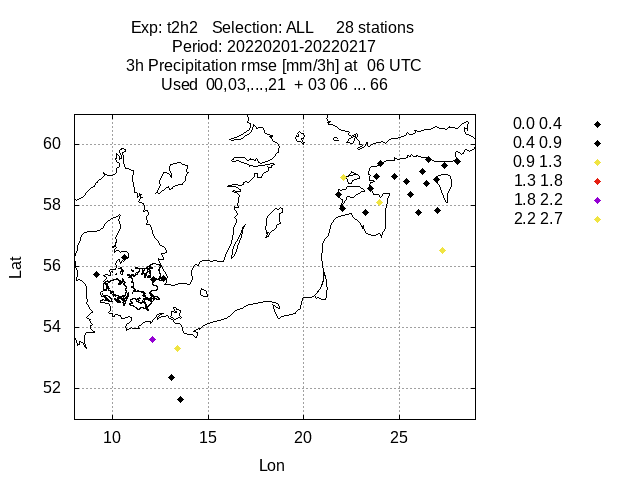 Exp: t2h2 Selection: ALL 28 stations
Period: 20220201-20220217
3h Precipitation rmse [mm/3h] at 06 UTC
Used 00,03,...,21 + 03 06 ... 66
0.0 0.4
0.4 0.9
0.9 1.3
1.3 1.8
1.8 2.2
2.2 2.7
60
58
56
54
52
Lat
10 15 20 25
Lon